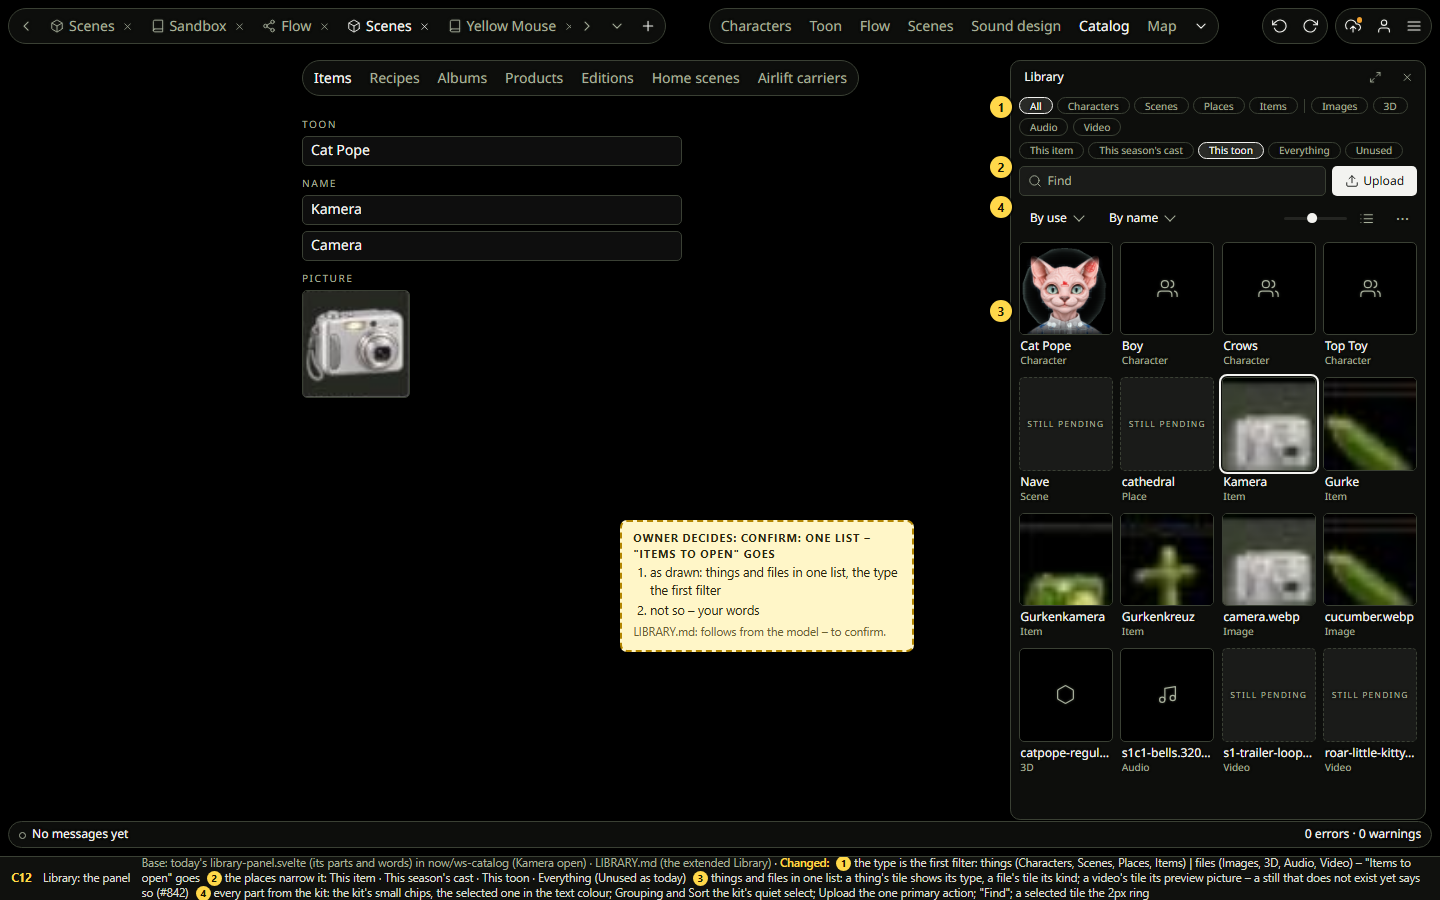 Scenes × Sandbox × Flow × Scenes × Yellow Mouse ×
Characters Toon Flow Scenes Sound design Catalog Map
Items Recipes Albums Products Editions Home scenes Airlift carriers
TOON
Cat Pope
NAME
Kamera
Camera
PICTURE
OWNER DECIDES: CONFIRM: ONE LIST –
"ITEMS TO OPEN" GOES
1. as drawn: things and files in one list, the type
the first filter
2. not so – your words
LIBRARY.md: follows from the model – to confirm.
Library
1 All Characters Scenes Places Items | Images 3D
Audio Video
This item This season's cast This toon Everything Unused
2 Find Upload
4 By use By name
3
Cat Pope Boy Crows Top Toy
Character Character Character Character
STILL PENDING STILL PENDING
Nave cathedral Kamera Gurke
Scene Place Item Item
Gurkenkamera Gurkenkreuz camera.webp cucumber.webp
Item Item Image Image
STILL PENDING STILL PENDING
catpope-regul... s1c1-bells.320... s1-trailer-loop... roar-little-kitty...
3D Audio Video Video
No messages yet 0 errors · 0 warnings
C12 Library: the panel
Base: today's library-panel.svelte (its parts and words) in now/ws-catalog (Kamera open) · LIBRARY.md (the extended Library) · Changed: 1 the type is the first filter: things (Characters, Scenes, Places, Items) | files (Images, 3D, Audio, Video) – "Items to
open" goes 2 the places narrow it: This item · This season's cast · This toon · Everything (Unused as today) 3 things and files in one list: a thing's tile shows its type, a file's tile its kind; a video's tile its preview picture – a still that does not exist yet says
so (#842) 4 every part from the kit: the kit's small chips, the selected one in the text colour; Grouping and Sort the kit's quiet select; Upload the one primary action; "Find"; a selected tile the 2px ring